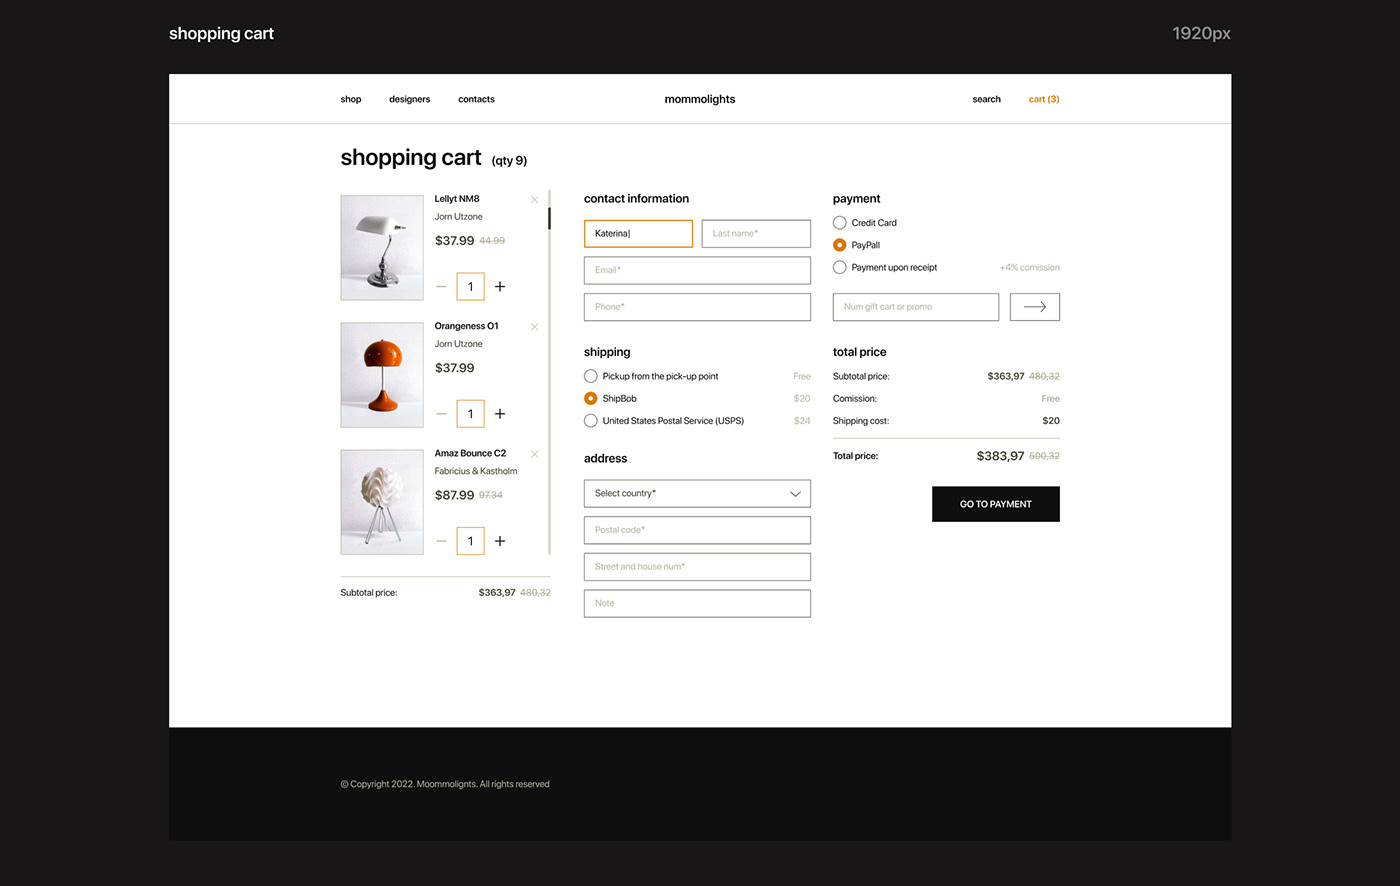 shopping cart
1920px
shop designers contacts mommolights search cart (3)
shopping cart (qty 9)
Lellyt NM8
Jorn Utzone
$37.99 44.99
1
Orangeness O1
Jorn Utzone
$37.99
1
Amaz Bounce C2
Fabricius & Kastholm
$87.99 97.34
1
Subtotal price: $363,97 480,32
contact information
Katerina
Last name*
Email*
Phone*
shipping
Pickup from the pick-up point Free
ShipBob $20
United States Postal Service (USPS) $24
address
Select country*
Postal code*
Street and house num*
Note
payment
Credit Card
PayPall
Payment upon receipt +4% comission
Num gift cart or promo
total price
Subtotal price: $363,97 480,32
Comission: Free
Shipping cost: $20
Total price: $383,97 500,32
GO TO PAYMENT
© Copyright 2022. Moommolignts. All rights reserved